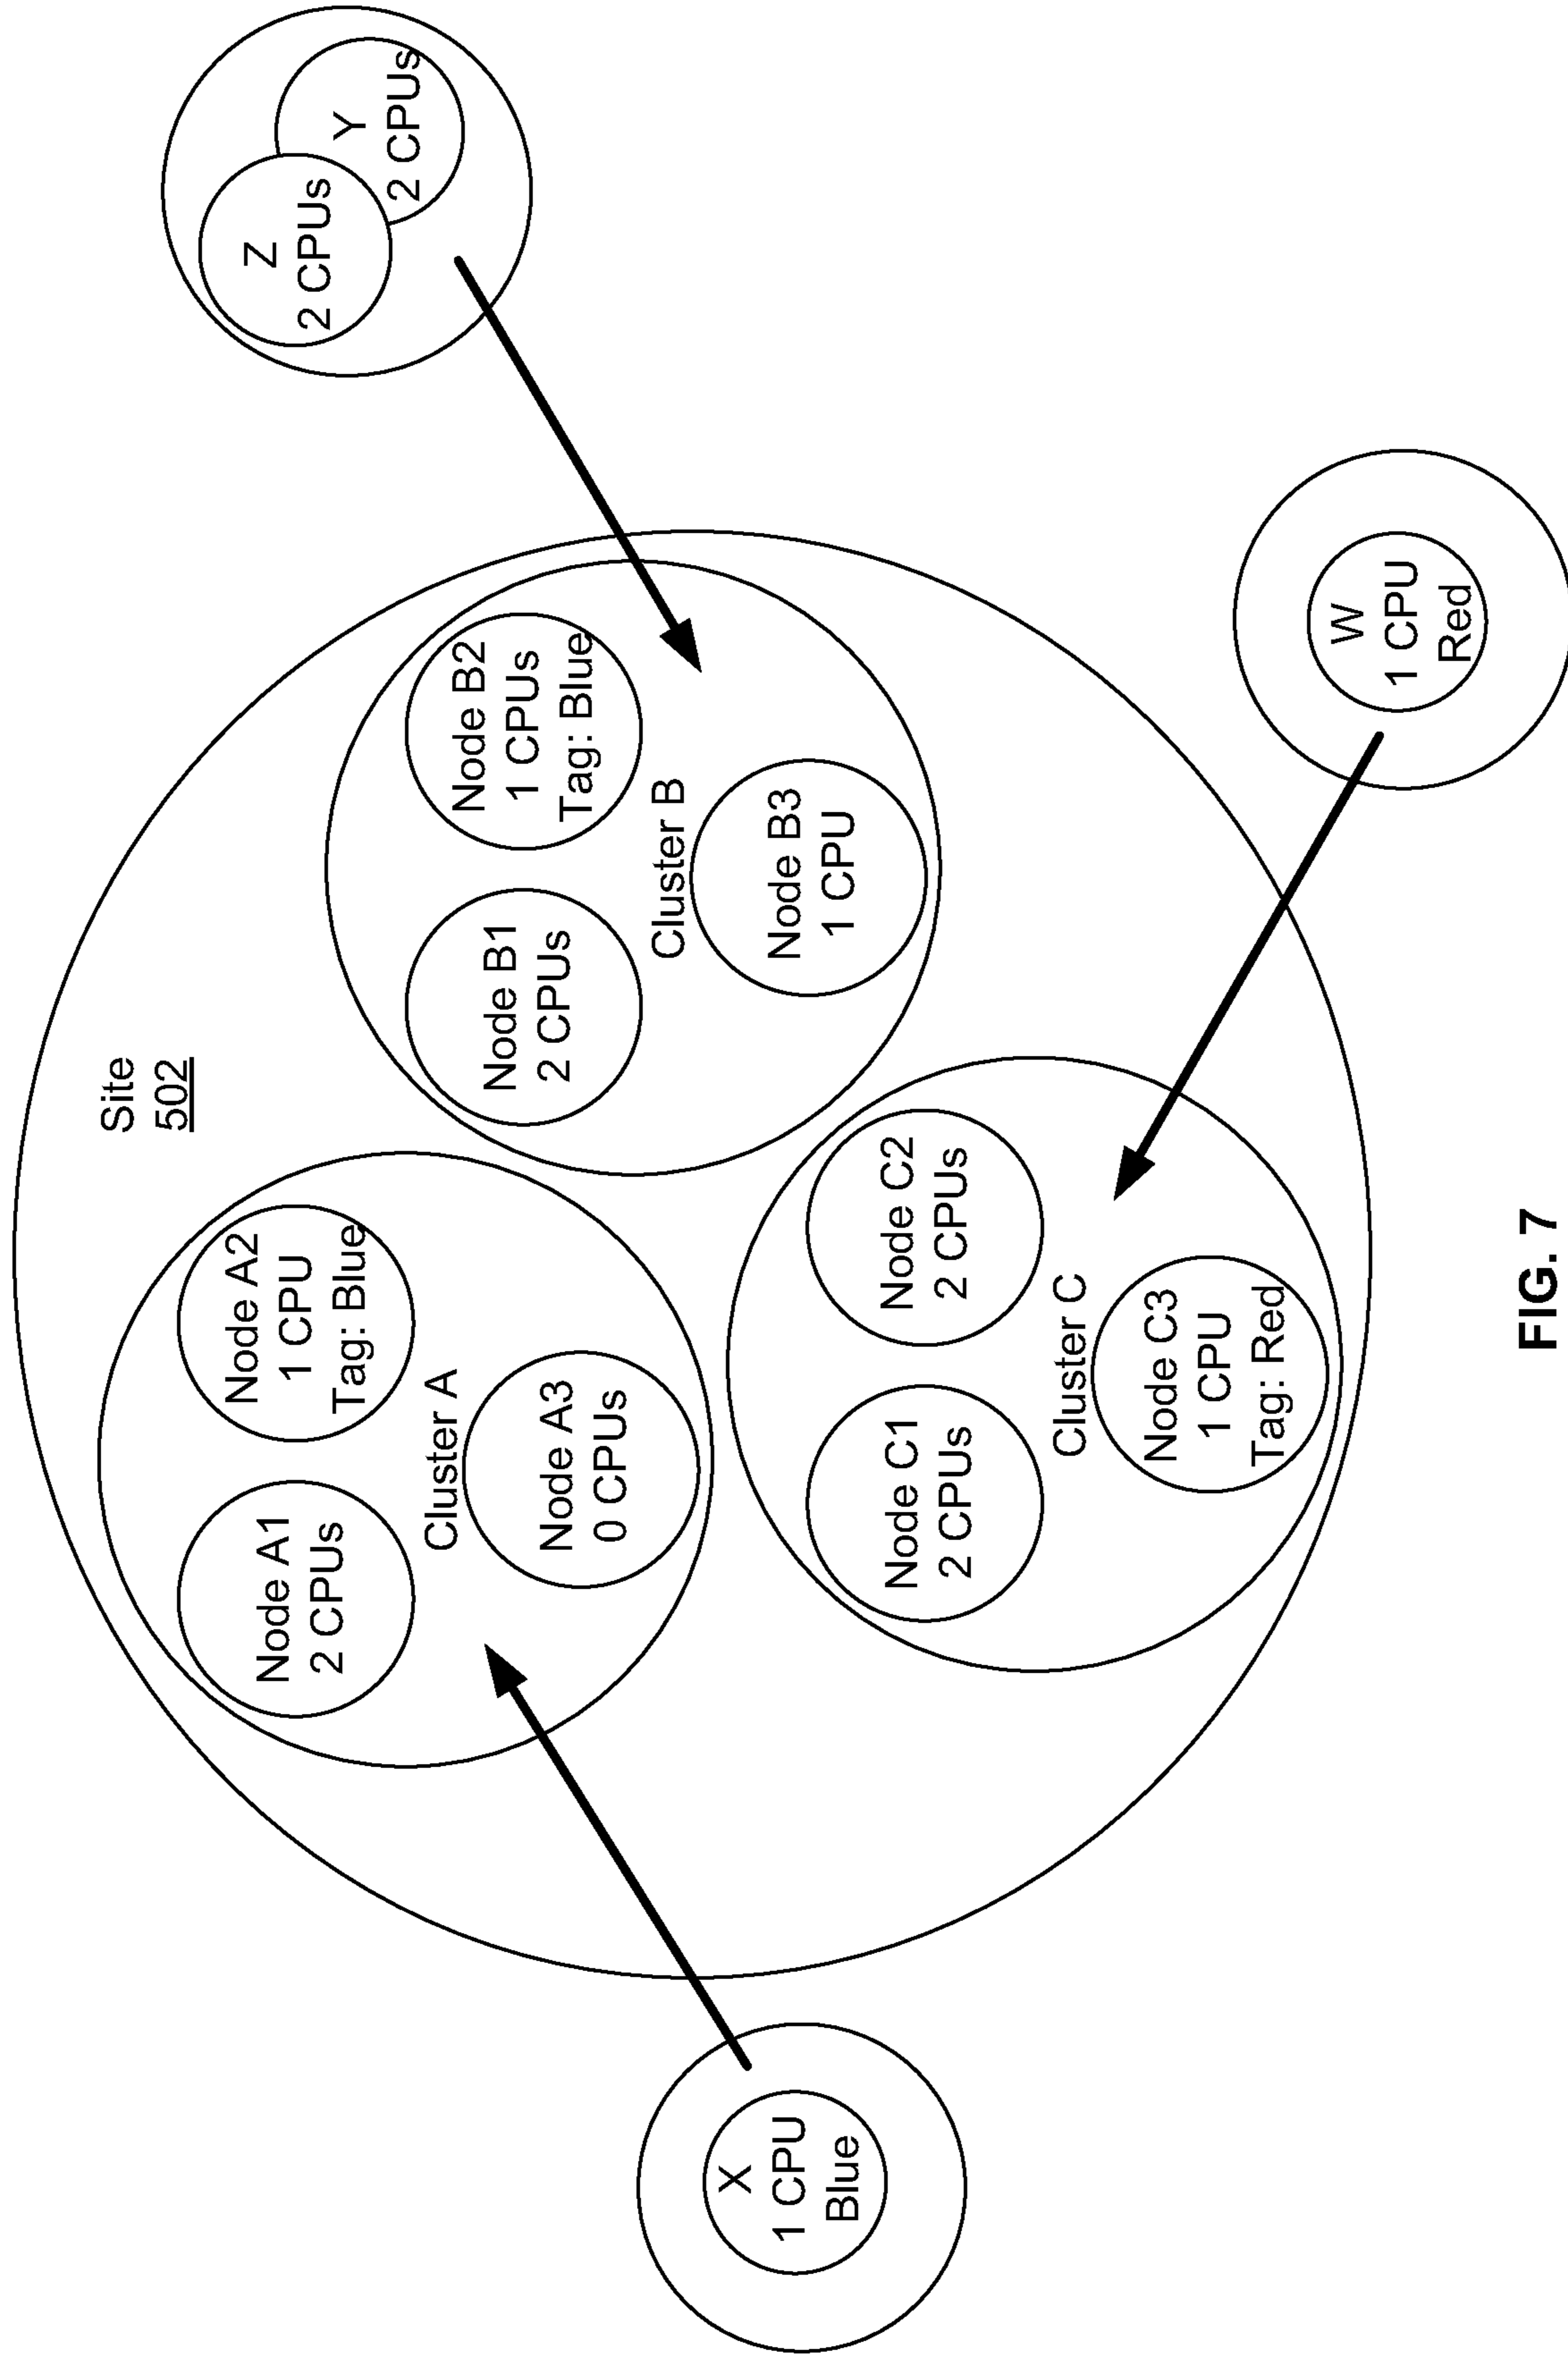 Site
502
Node A1
2 CPUs
Node A2
1 CPU
Tag: Blue
Cluster A
Node A3
0 CPUs
Node B1
2 CPUs
Node B2
1 CPUs
Tag: Blue
Cluster B
Node B3
1 CPU
Node C1
2 CPUs
Node C2
2 CPUs
Cluster C
Node C3
1 CPU
Tag: Red
X
1 CPU
Blue
Z
2 CPUs
Y
2 CPUs
W
1 CPU
Red
FIG. 7